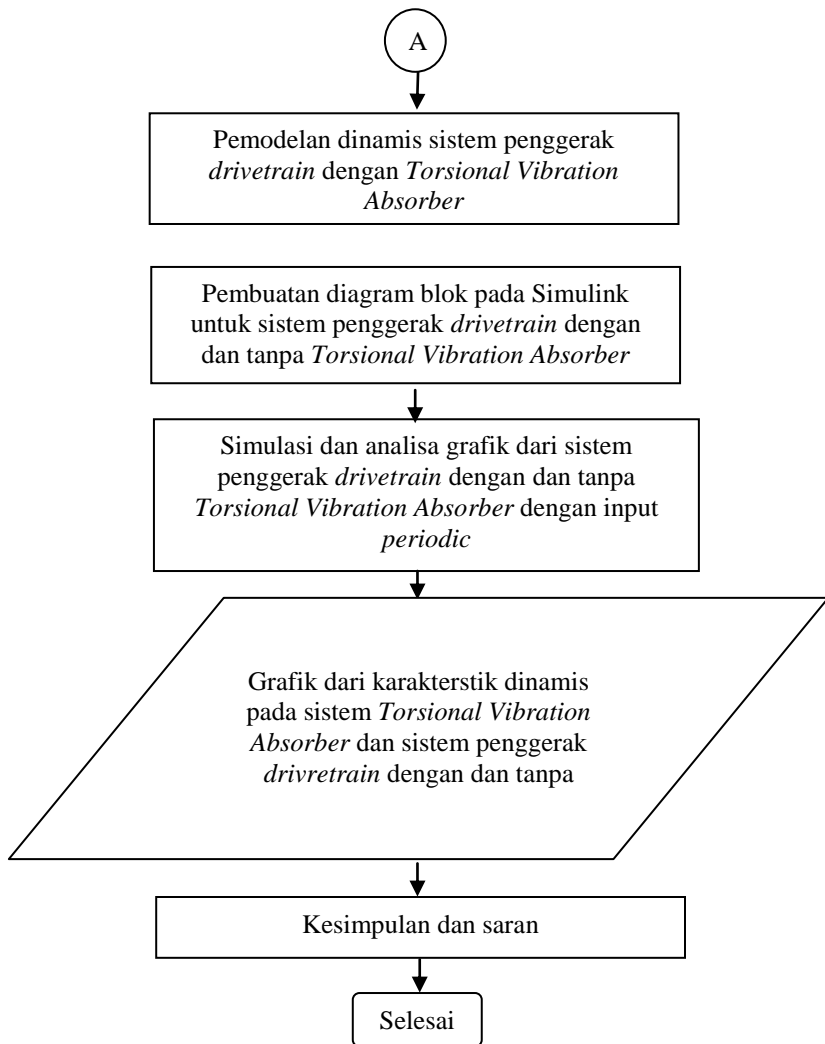 A
Pemodelan dinamis sistem penggerak
drivetrain dengan Torsional Vibration
Absorber
Pembuatan diagram blok pada Simulink
untuk sistem penggerak drivetrain dengan
dan tanpa Torsional Vibration Absorber
Simulasi dan analisa grafik dari sistem
penggerak drivetrain dengan dan tanpa
Torsional Vibration Absorber dengan input
periodic
Grafik dari karakterstik dinamis
pada sistem Torsional Vibration
Absorber dan sistem penggerak
drivretrain dengan dan tanpa
Kesimpulan dan saran
Selesai